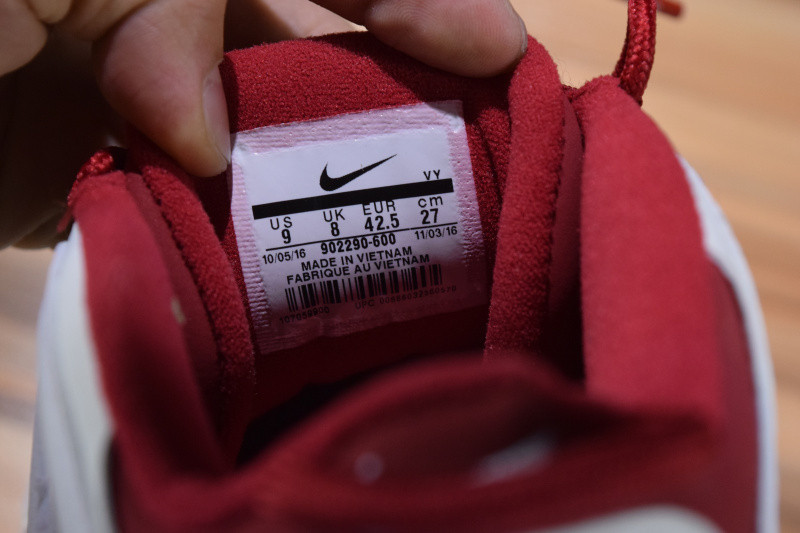 VY
US UK EUR cm
9 8 42.5 27
10/05/16 902290-600 11/03/16
MADE IN VIETNAM
FABRIQUE AU VIETNAM
UPC